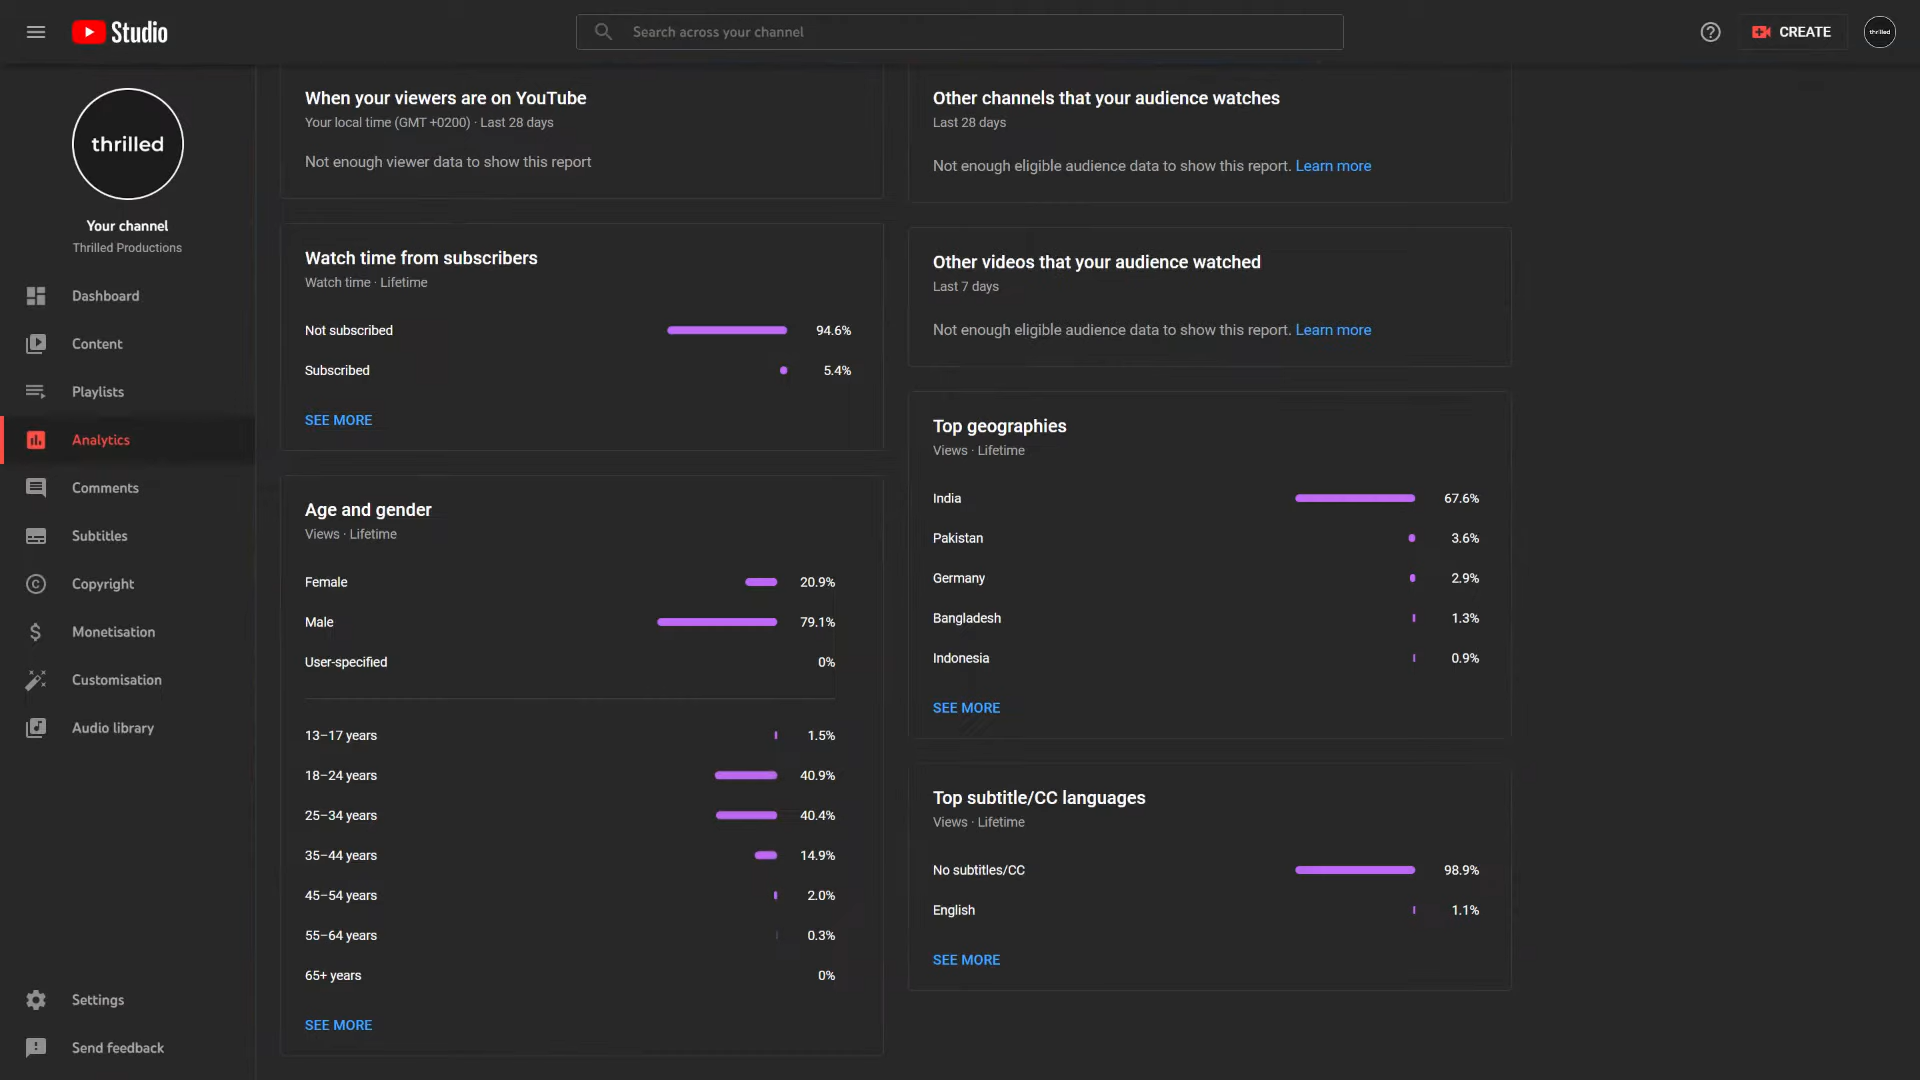 Studio
Search across your channel
CREATE
thrilled
thrilled
Your channel
Thrilled Productions
Dashboard
Content
Playlists
Analytics
Comments
Subtitles
Copyright
Monetisation
Customisation
Audio library
Settings
Send feedback
When your viewers are on YouTube
Your local time (GMT +0200) · Last 28 days
Not enough viewer data to show this report
Watch time from subscribers
Watch time · Lifetime
Not subscribed 94.6%
Subscribed 5.4%
SEE MORE
Age and gender
Views · Lifetime
Female 20.9%
Male 79.1%
User-specified 0%
13–17 years 1.5%
18–24 years 40.9%
25–34 years 40.4%
35–44 years 14.9%
45–54 years 2.0%
55–64 years 0.3%
65+ years 0%
SEE MORE
Other channels that your audience watches
Last 28 days
Not enough eligible audience data to show this report. Learn more
Other videos that your audience watched
Last 7 days
Not enough eligible audience data to show this report. Learn more
Top geographies
Views · Lifetime
India 67.6%
Pakistan 3.6%
Germany 2.9%
Bangladesh 1.3%
Indonesia 0.9%
SEE MORE
Top subtitle/CC languages
Views · Lifetime
No subtitles/CC 98.9%
English 1.1%
SEE MORE